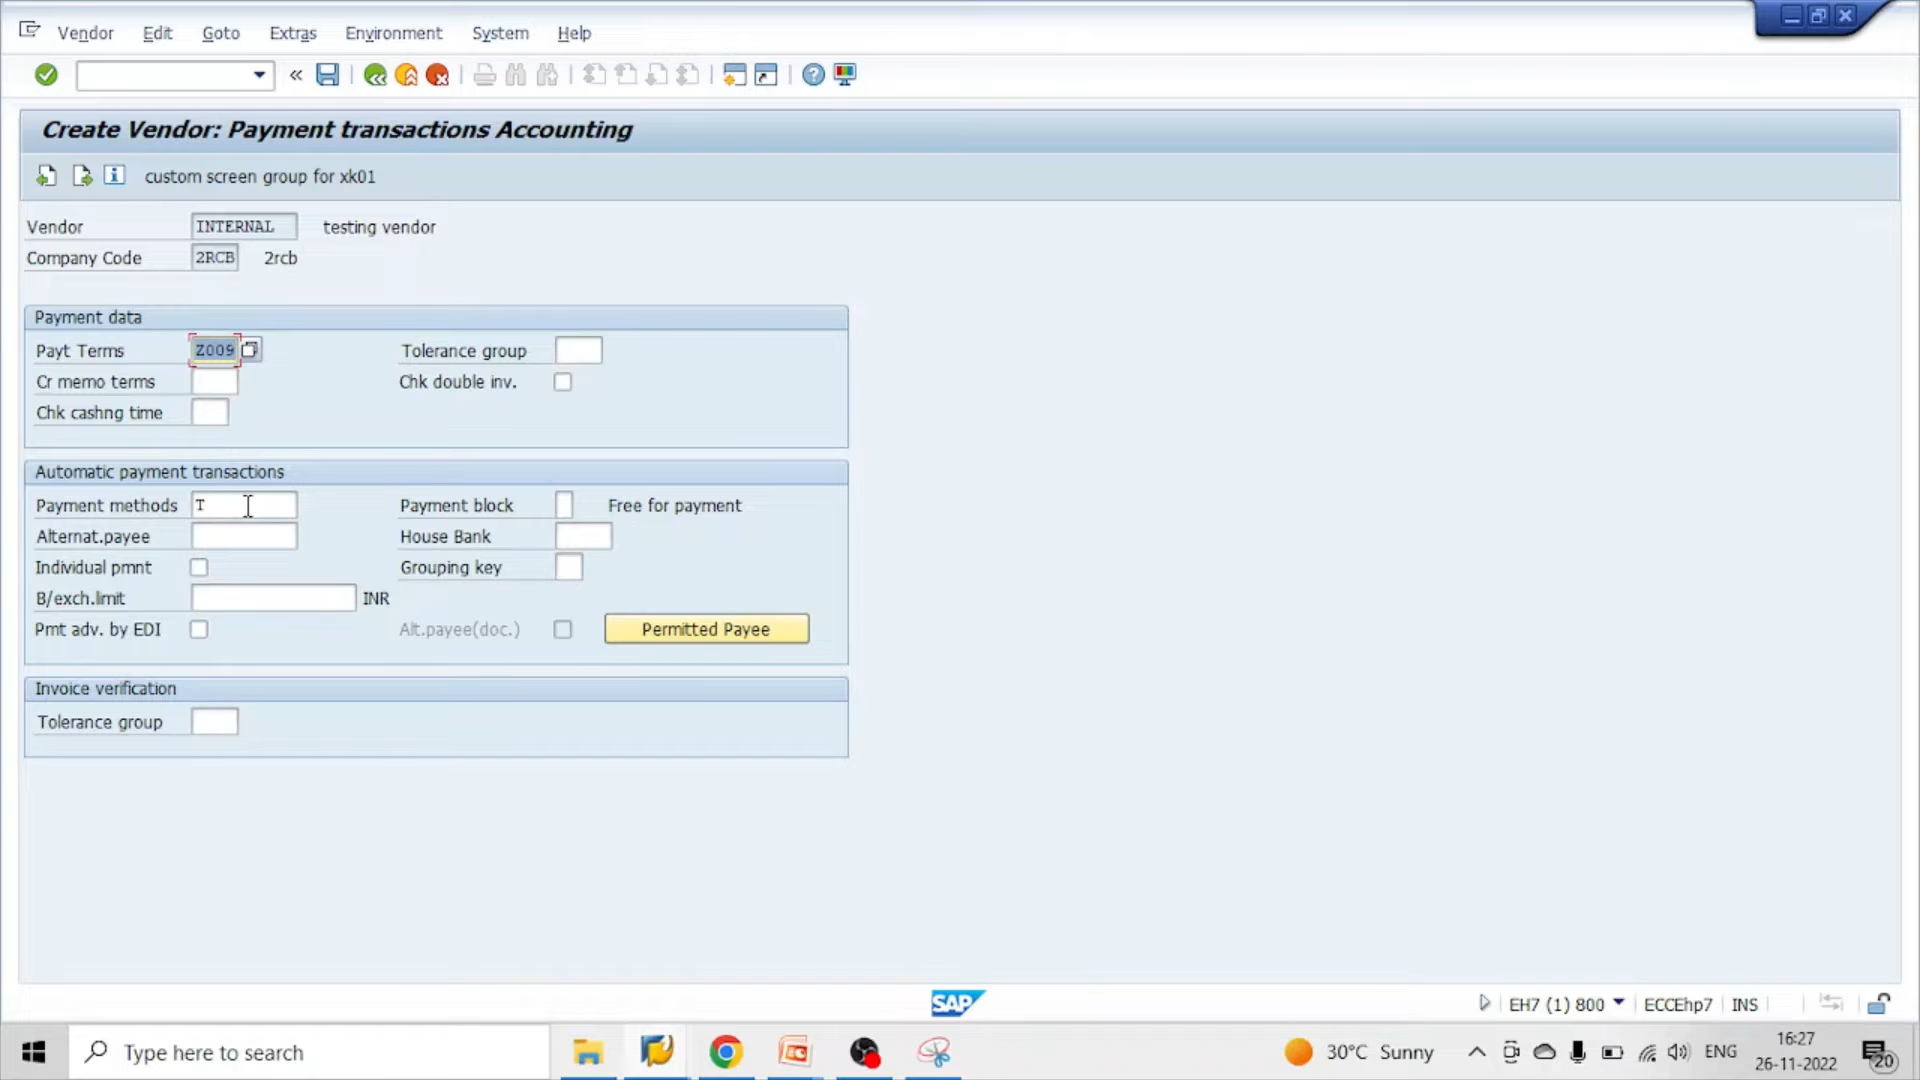 Vendor Edit Goto Extras Environment System Help
Create Vendor: Payment transactions Accounting
custom screen group for xk01
Vendor INTERNAL testing vendor
Company Code 2RCB 2rcb
Payment data
Payt Terms Z009 Tolerance group
Cr memo terms Chk double inv.
Chk cashng time
Automatic payment transactions
Payment methods T Payment block Free for payment
Alternat.payee House Bank
Individual pmnt Grouping key
B/exch.limit INR
Pmt adv. by EDI Alt.payee(doc.) Permitted Payee
Invoice verification
Tolerance group
SAP EH7 (1) 800 ECCEhp7 INS
Type here to search 30°C Sunny ENG 16:27
26-11-2022 20